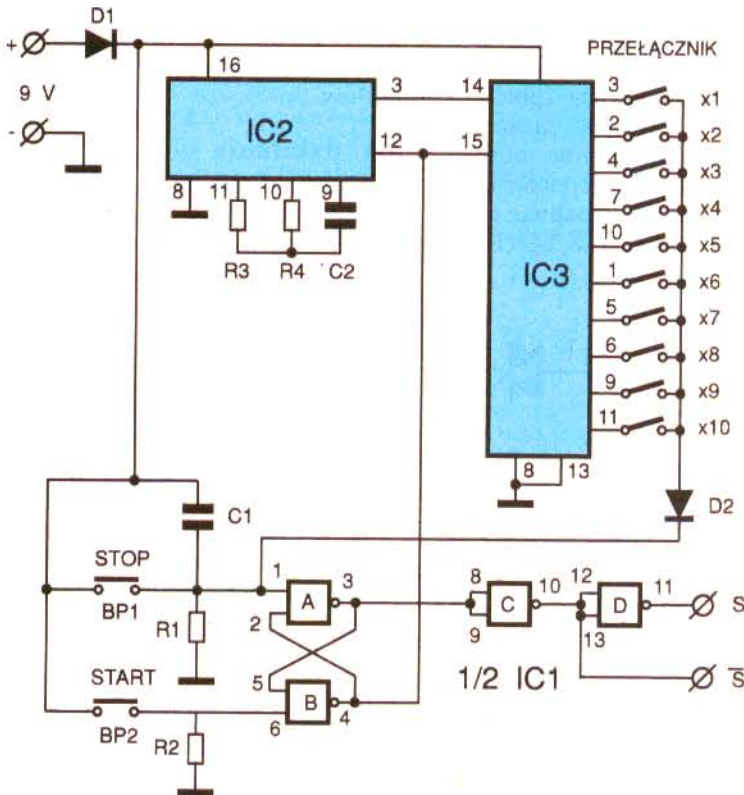 D1
+
9 V
-
PRZEŁĄCZNIK
16
IC2
3
12
8
11
10
9
R3
R4
C2
14
15
IC3
8
13
3
x1
2
x2
4
x3
7
x4
10
x5
1
x6
5
x7
6
x8
9
x9
11
x10
D2
C1
STOP
BP1
R1
START
BP2
R2
1
2
A
3
5
6
B
4
8
9
C
10
12
13
D
11
S
S̅
1/2 IC1